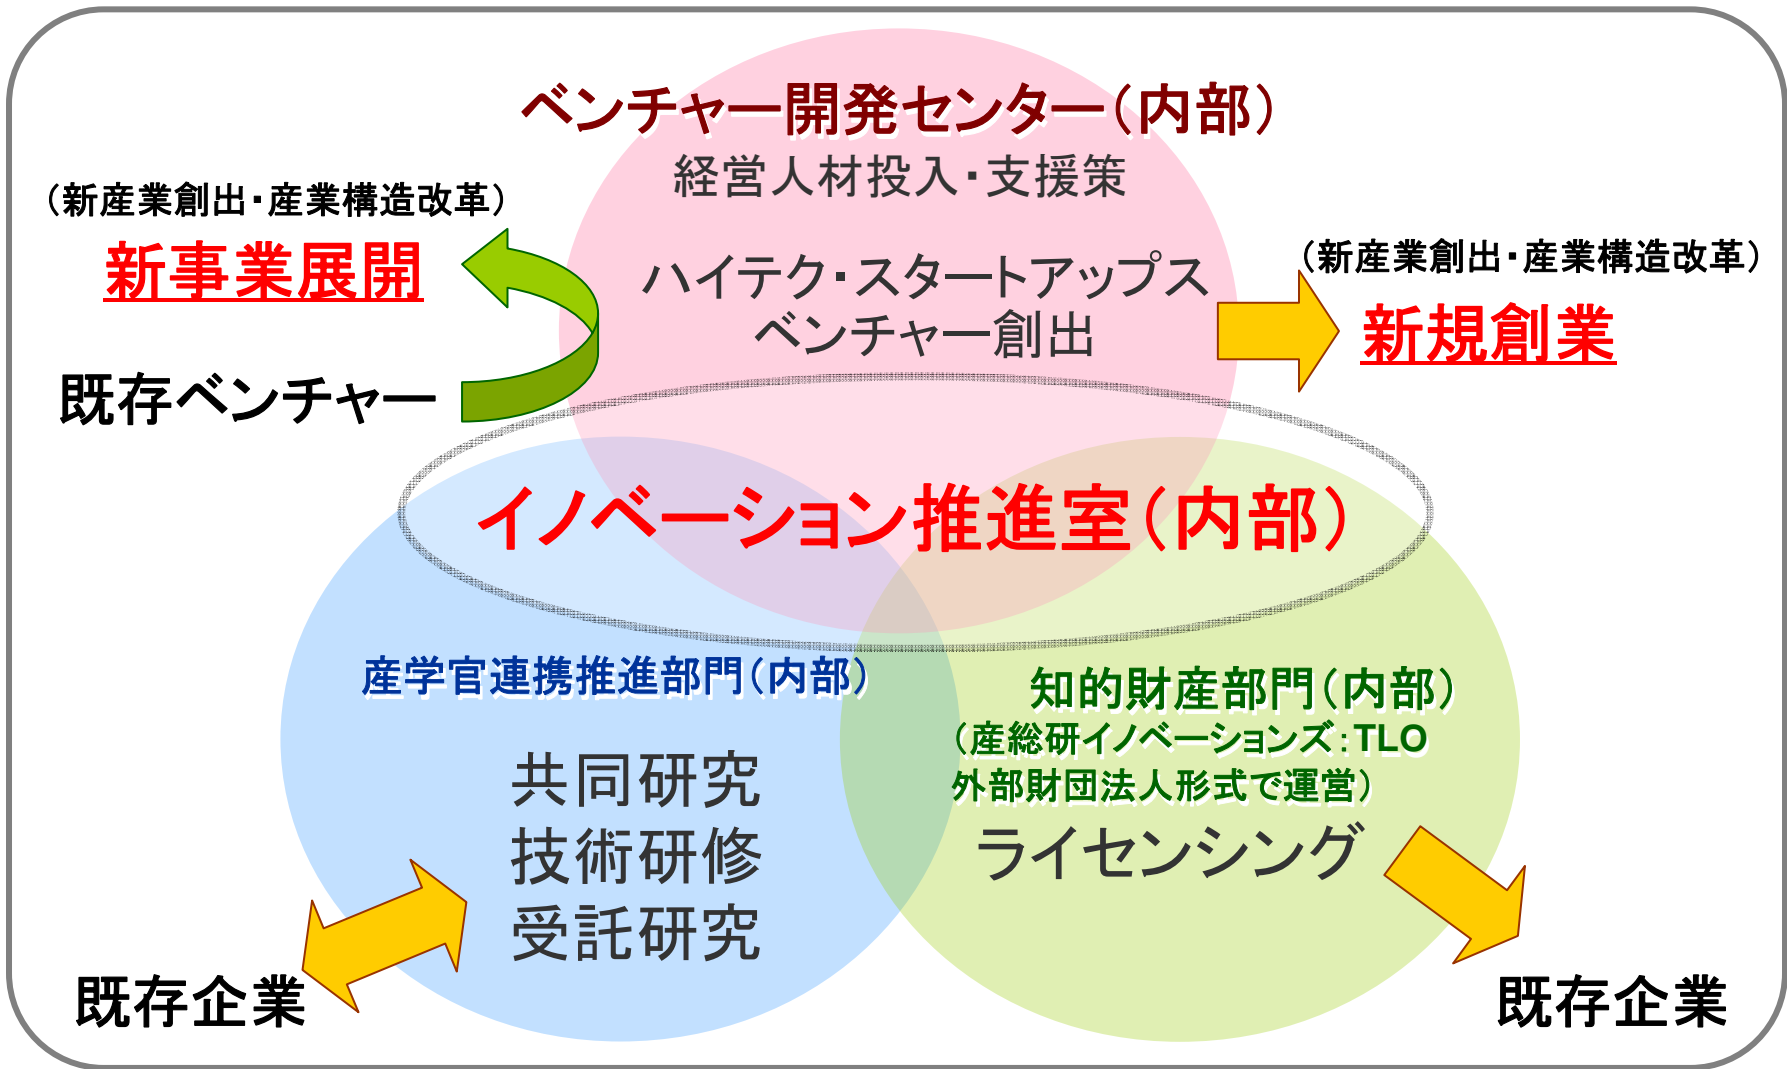 ベンチャー開発センター（内部）
経営人材投入・支援策
（新産業創出・産業構造改革）
新事業展開
既存ベンチャー
ハイテク・スタートアップス
ベンチャー創出
（新産業創出・産業構造改革）
新規創業
イノベーション推進室（内部）
産学官連携推進部門（内部）
共同研究
技術研修
受託研究
既存企業
知的財産部門（内部）
（産総研イノベーションズ：TLO
外部財団法人形式で運営）
ライセンシング
既存企業